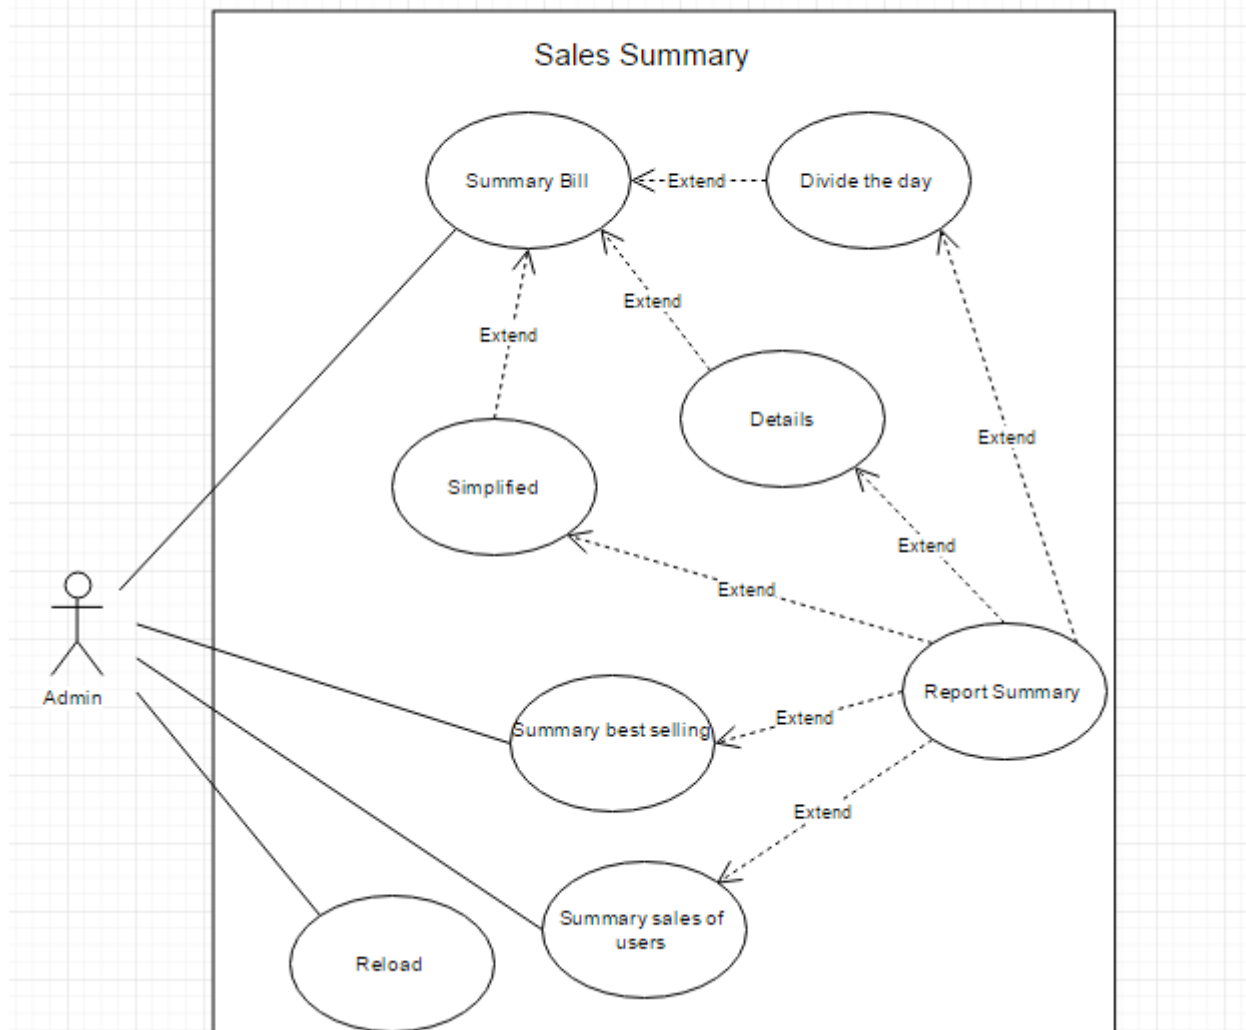 Sales Summary
Summary Bill
Extend
Divide the day
Extend
Extend
Details
Extend
Simplified
Extend
Extend
Admin
Report Summary
Summary best selling
Extend
Extend
Summary sales of
users
Reload